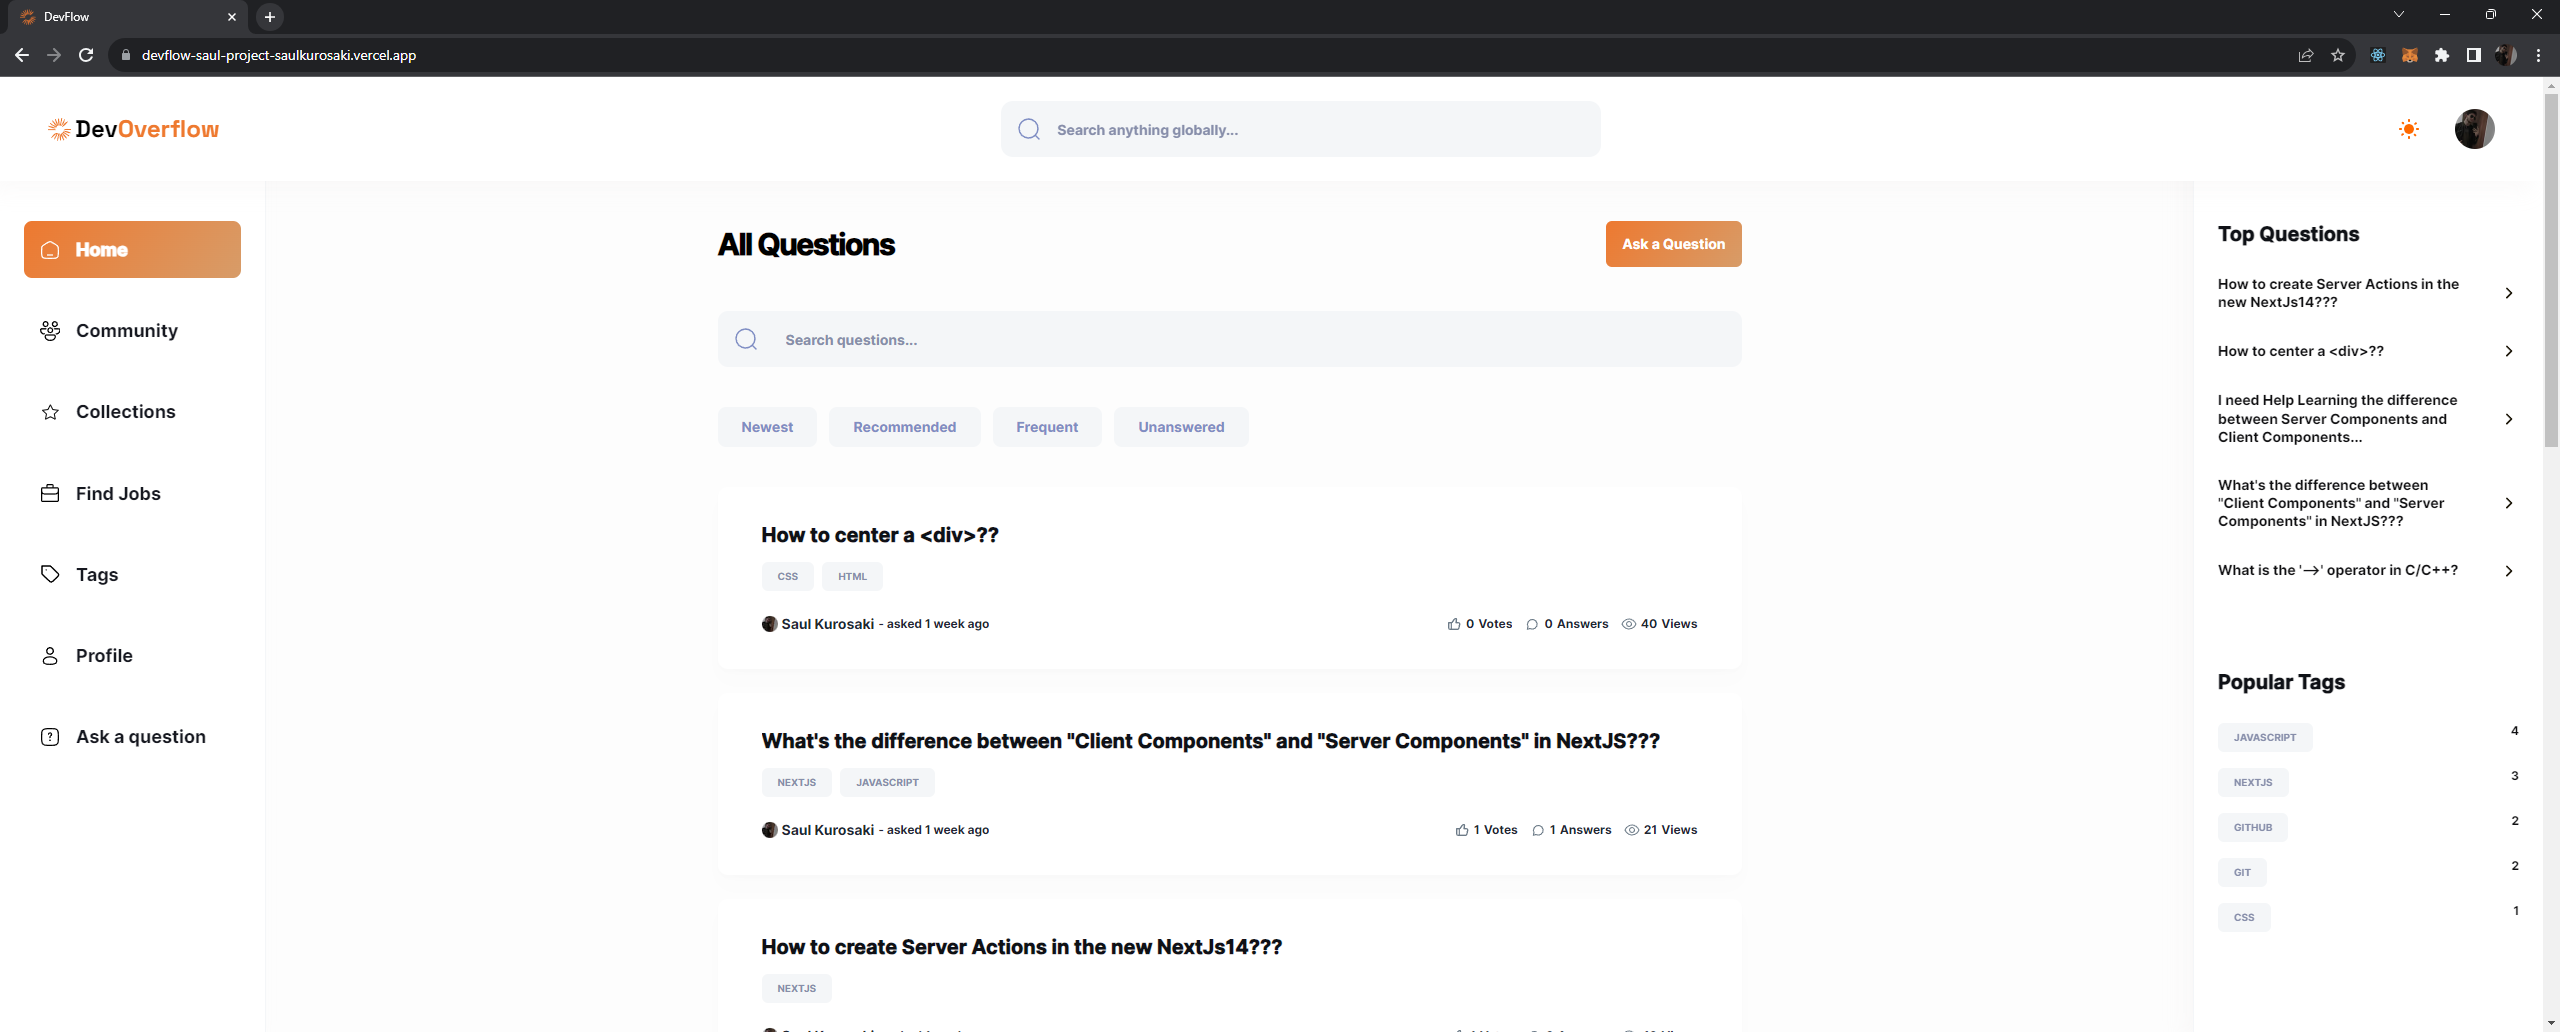 DevFlow
devflow-saul-project-saulkurosaki.vercel.app
DevOverflow
Search anything globally...
Home
Community
Collections
Find Jobs
Tags
Profile
Ask a question
All Questions
Ask a Question
Search questions...
Newest
Recommended
Frequent
Unanswered
How to center a <div>??
CSS
HTML
Saul Kurosaki - asked 1 week ago
0 Votes
0 Answers
40 Views
What's the difference between "Client Components" and "Server Components" in NextJS???
NEXTJS
JAVASCRIPT
Saul Kurosaki - asked 1 week ago
1 Votes
1 Answers
21 Views
How to create Server Actions in the new NextJs14???
NEXTJS
Top Questions
How to create Server Actions in the
new NextJs14???
How to center a <div>??
I need Help Learning the difference
between Server Components and
Client Components...
What's the difference between
"Client Components" and "Server
Components" in NextJS???
What is the '-->' operator in C/C++?
Popular Tags
JAVASCRIPT
4
NEXTJS
3
GITHUB
2
GIT
2
CSS
1